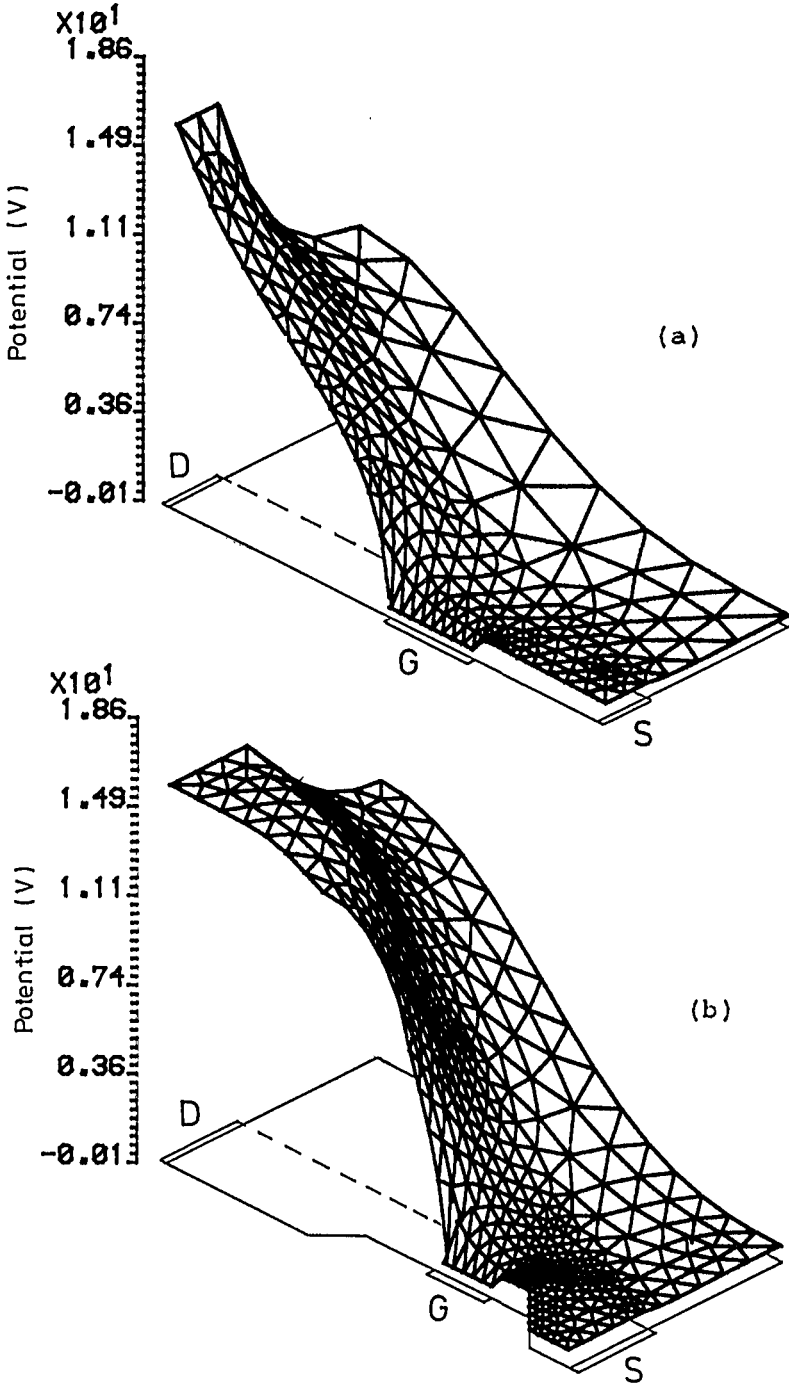 X10¹
1.86
1.49
1.11
0.74
0.36
-0.01
Potential (V)
(a)
D
G
S
X10¹
1.86
1.49
1.11
0.74
0.36
-0.01
Potential (V)
(b)
D
G
S